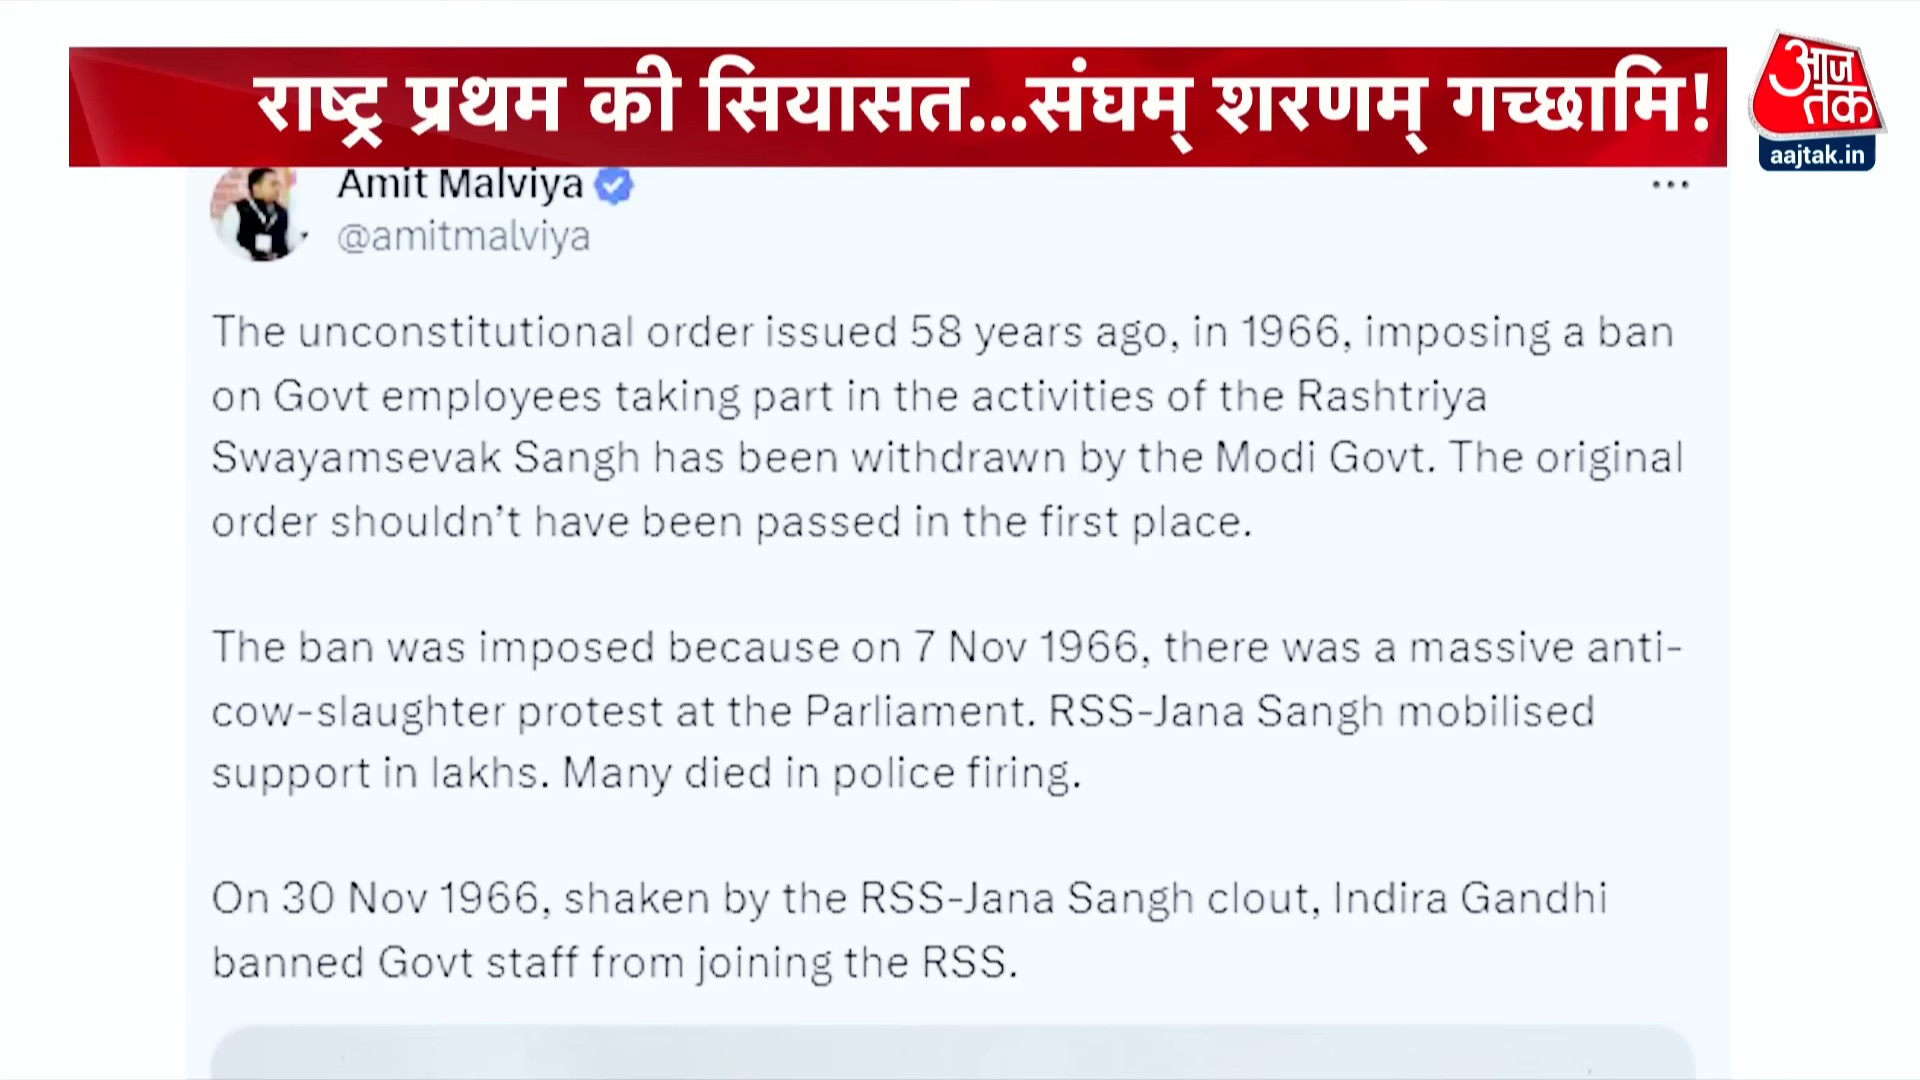 राष्ट्र प्रथम की सियासत...संघम् शरणम् गच्छामि!
आज
तक
aajtak.in
Amit Malviya
@amitmalviya
The unconstitutional order issued 58 years ago, in 1966, imposing a ban
on Govt employees taking part in the activities of the Rashtriya
Swayamsevak Sangh has been withdrawn by the Modi Govt. The original
order shouldn’t have been passed in the first place.
The ban was imposed because on 7 Nov 1966, there was a massive anti-
cow-slaughter protest at the Parliament. RSS-Jana Sangh mobilised
support in lakhs. Many died in police firing.
On 30 Nov 1966, shaken by the RSS-Jana Sangh clout, Indira Gandhi
banned Govt staff from joining the RSS.